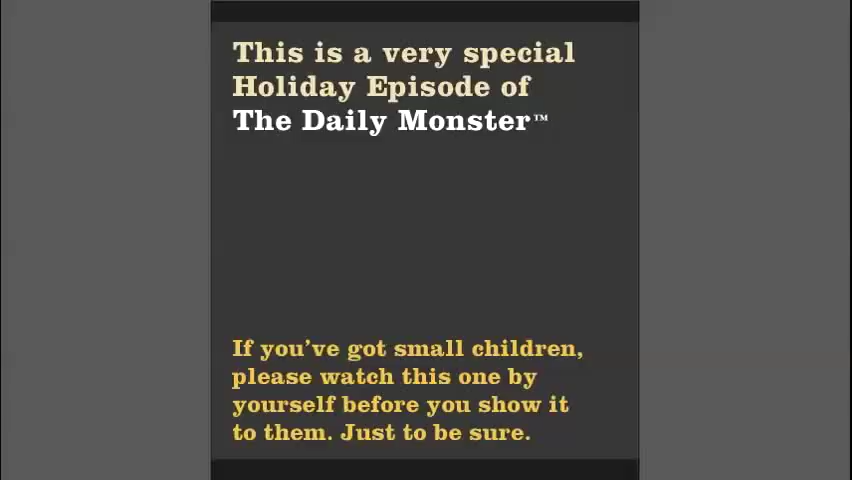 This is a very special
Holiday Episode of
The Daily Monster™
If you've got small children,
please watch this one by
yourself before you show it
to them. Just to be sure.